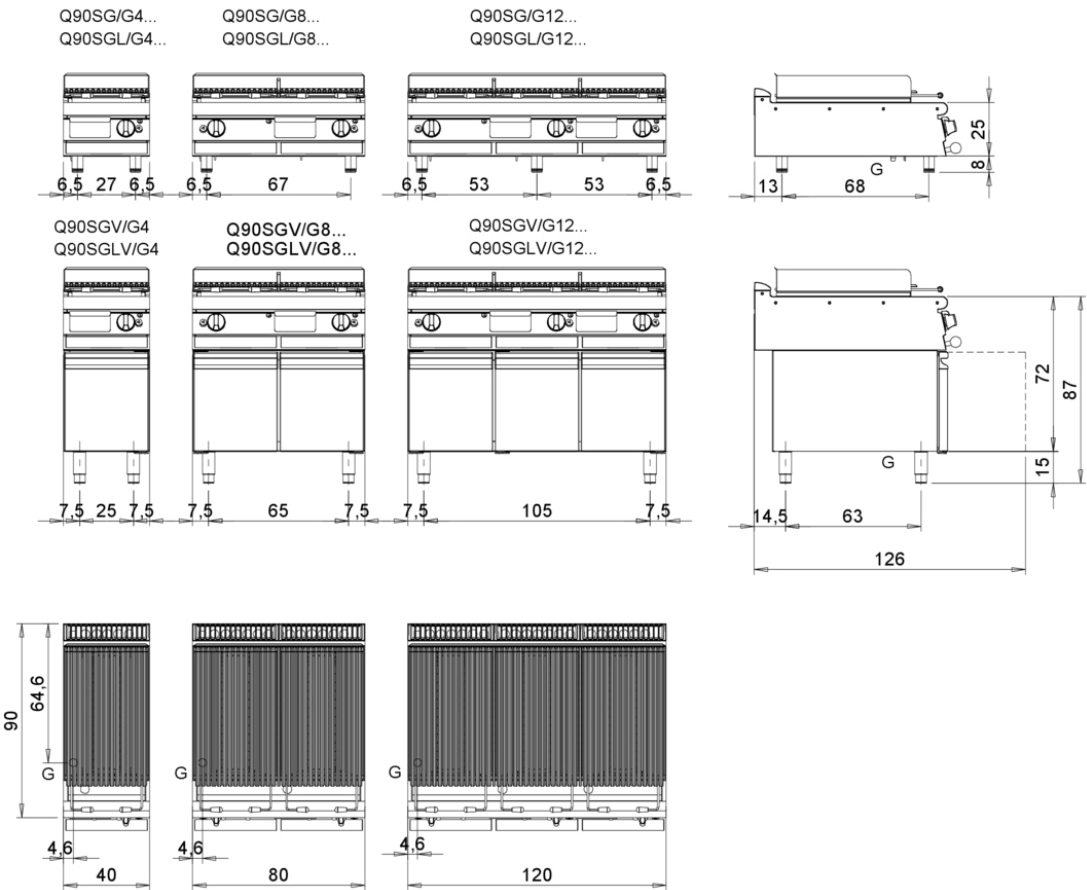 Q90SG/G4... Q90SG/G8... Q90SG/G12...
Q90SGL/G4... Q90SGL/G8... Q90SGL/G12...
25
8
G
6,5 27 6,5 6,5 67 6,5 53 53 6,5 13 68
Q90SGV/G4 Q90SGV/G8... Q90SGV/G12...
Q90SGLV/G4 Q90SGLV/G8... Q90SGLV/G12...
72
87
G
15
7,5 25 7,5 7,5 65 7,5 7,5 105 7,5 14,5 63
126
64,6
90
G G G
4,6 4,6 4,6
40 80 120